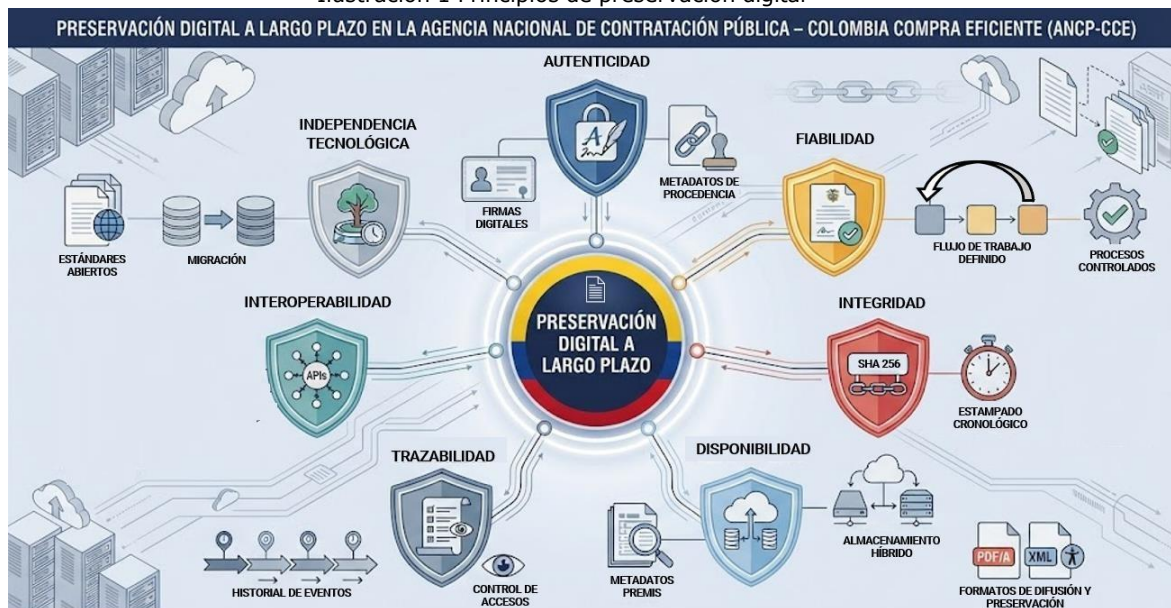 Ilustración 1 Principios de preservación digital
PRESERVACIÓN DIGITAL A LARGO PLAZO EN LA AGENCIA NACIONAL DE CONTRATACIÓN PÚBLICA – COLOMBIA COMPRA EFICIENTE (ANCP-CCE)
AUTENTICIDAD
A
FIRMAS
DIGITALES
METADATOS DE
PROCEDENCIA
INDEPENDENCIA
TECNOLÓGICA
ESTÁNDARES
ABIERTOS
MIGRACIÓN
FIABILIDAD
FLUJO DE TRABAJO
DEFINIDO
PROCESOS
CONTROLADOS
INTEROPERABILIDAD
APIs
PRESERVACIÓN
DIGITAL A
LARGO PLAZO
INTEGRIDAD
SHA 256
ESTAMPADO
CRONOLÓGICO
TRAZABILIDAD
HISTORIAL DE EVENTOS
CONTROL DE
ACCESOS
DISPONIBILIDAD
METADATOS
PREMIS
ALMACENAMIENTO
HÍBRIDO
PDF/A
XML
FORMATOS DE DIFUSIÓN Y
PRESERVACIÓN